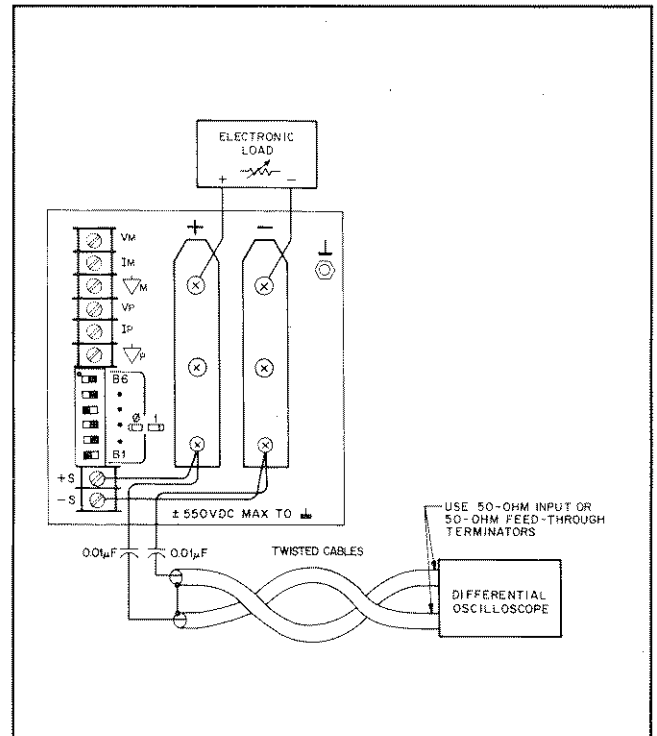 ELECTRONIC
LOAD
+ −
+ −
VM
IM
M
VP
IP
P
B6
Ø 1
B1
+S
−S
± 550VDC MAX TO
0.01µF
0.01µF
TWISTED CABLES
USE 50-OHM INPUT OR
50-OHM FEED-THROUGH
TERMINATORS
DIFFERENTIAL
OSCILLOSCOPE